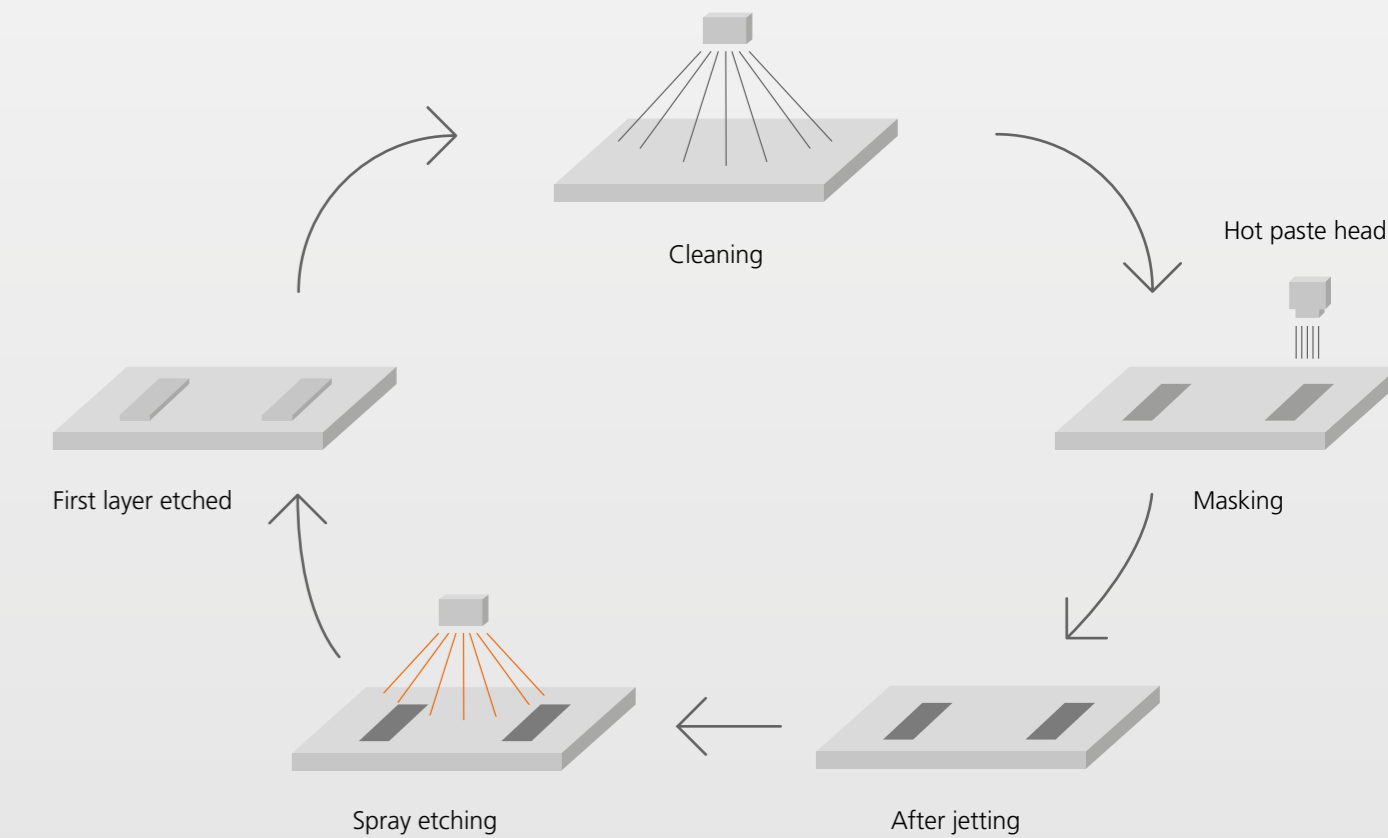 Cleaning
Hot paste head
Masking
First layer etched
Spray etching
After jetting